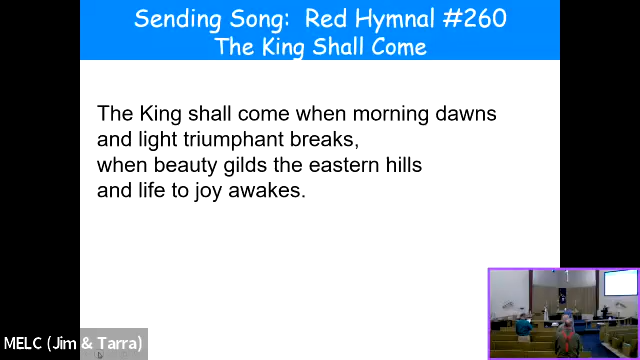 Sending Song: Red Hymnal #260
The King Shall Come
The King shall come when morning dawns
and light triumphant breaks,
when beauty gilds the eastern hills
and life to joy awakes.
MELC (Jim & Tarra)